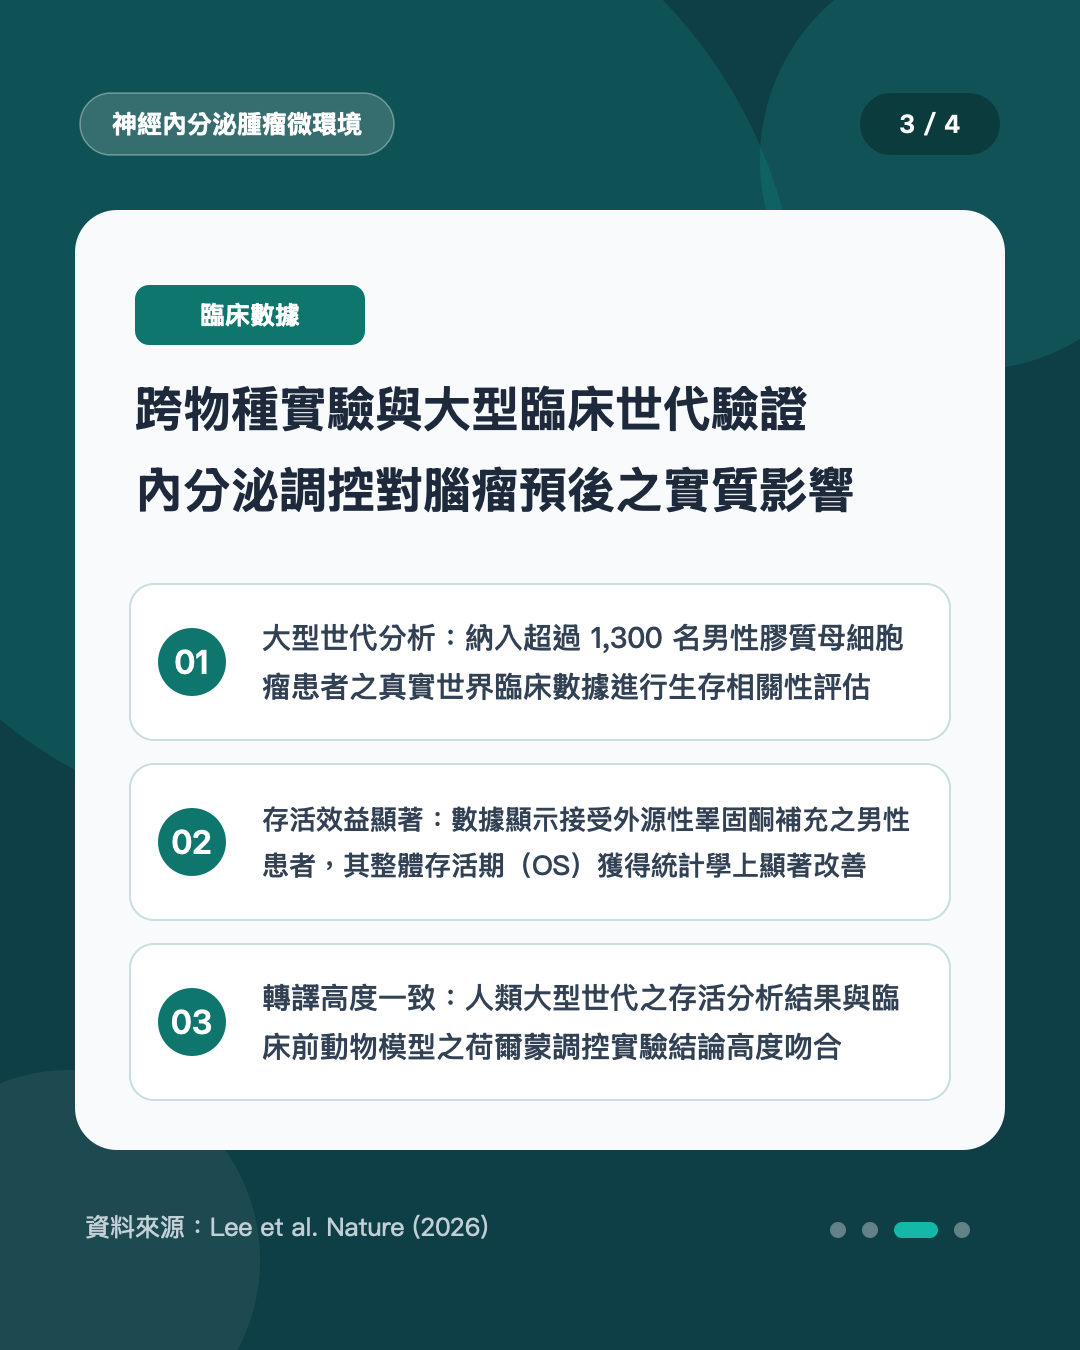 神經內分泌腫瘤微環境
3 / 4
臨床數據
跨物種實驗與大型臨床世代驗證
內分泌調控對腦瘤預後之實質影響
01
大型世代分析：納入超過 1,300 名男性膠質母細胞
瘤患者之真實世界臨床數據進行生存相關性評估
02
存活效益顯著：數據顯示接受外源性睪固酮補充之男性
患者，其整體存活期（OS）獲得統計學上顯著改善
03
轉譯高度一致：人類大型世代之存活分析結果與臨
床前動物模型之荷爾蒙調控實驗結論高度吻合
資料來源：Lee et al. Nature (2026)